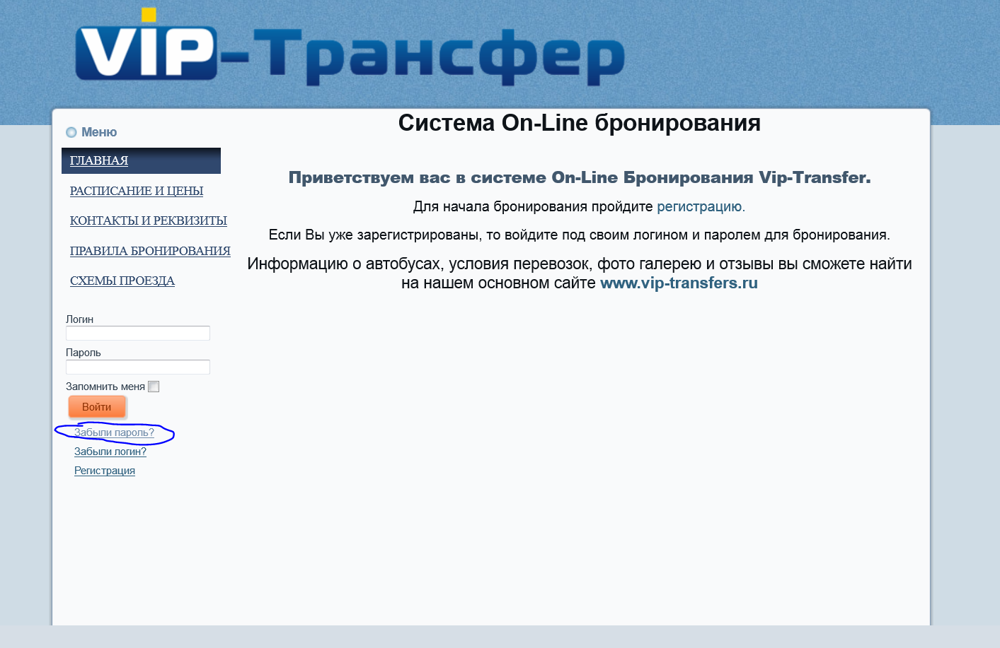 ViP-Трансфер
Система On-Line бронирования
Меню
ГЛАВНАЯ
РАСПИСАНИЕ И ЦЕНЫ
КОНТАКТЫ И РЕКВИЗИТЫ
ПРАВИЛА БРОНИРОВАНИЯ
СХЕМЫ ПРОЕЗДА
Логин
Пароль
Запомнить меня
Войти
Забыли пароль?
Забыли логин?
Регистрация
Приветствуем вас в системе On-Line Бронирования Vip-Transfer.
Для начала бронирования пройдите регистрацию.
Если Вы уже зарегистрированы, то войдите под своим логином и паролем для бронирования.
Информацию о автобусах, условия перевозок, фото галерею и отзывы вы сможете найти
на нашем основном сайте www.vip-transfers.ru